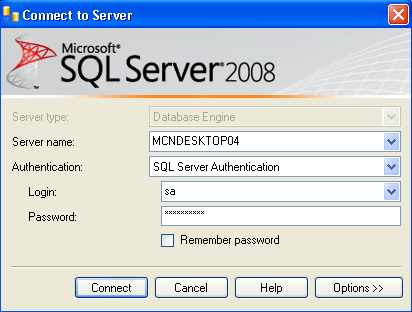 Connect to Server
Microsoft®
SQL Server® 2008
Server type: Database Engine
Server name: MCNDESKTOP04
Authentication: SQL Server Authentication
Login: sa
Password: **********
Remember password
Connect Cancel Help Options >>